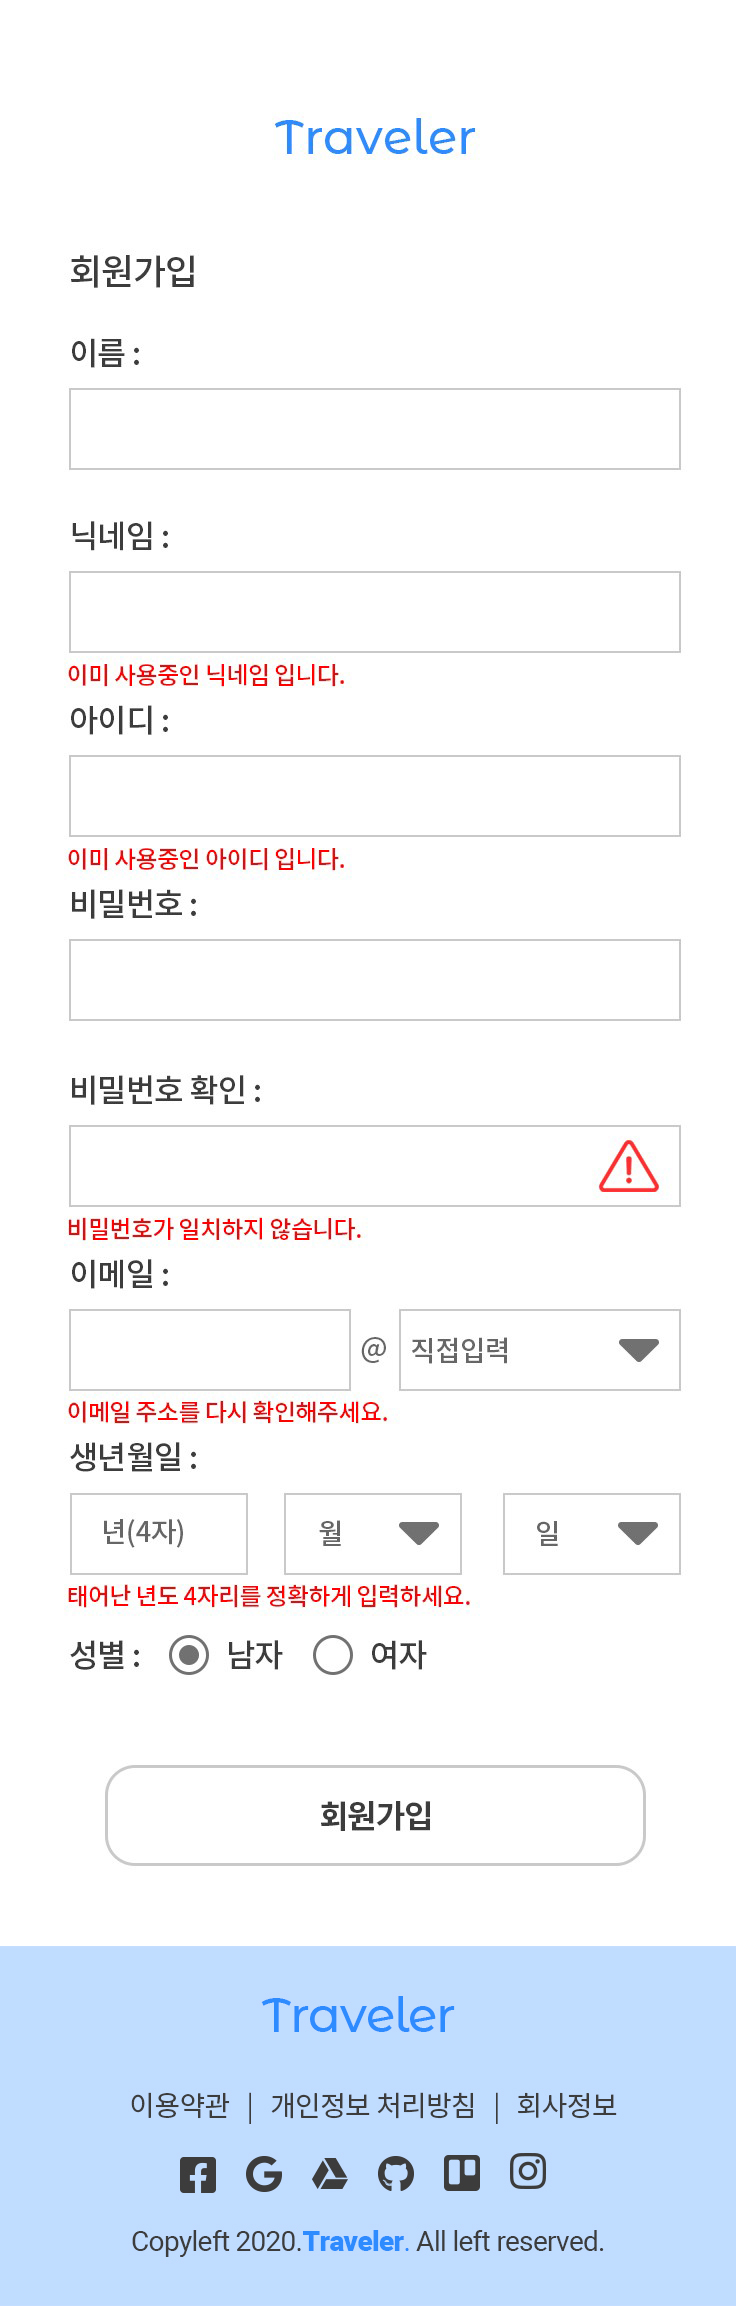 Traveler
회원가입
이름 :
닉네임 :
이미 사용중인 닉네임 입니다.
아이디 :
이미 사용중인 아이디 입니다.
비밀번호 :
비밀번호 확인 :
비밀번호가 일치하지 않습니다.
이메일 :
@ 직접입력
이메일 주소를 다시 확인해주세요.
생년월일 :
년(4자) 월 일
태어난 년도 4자리를 정확하게 입력하세요.
성별 : 남자 여자
회원가입
Traveler
이용약관 | 개인정보 처리방침 | 회사정보
Copyleft 2020.Traveler. All left reserved.